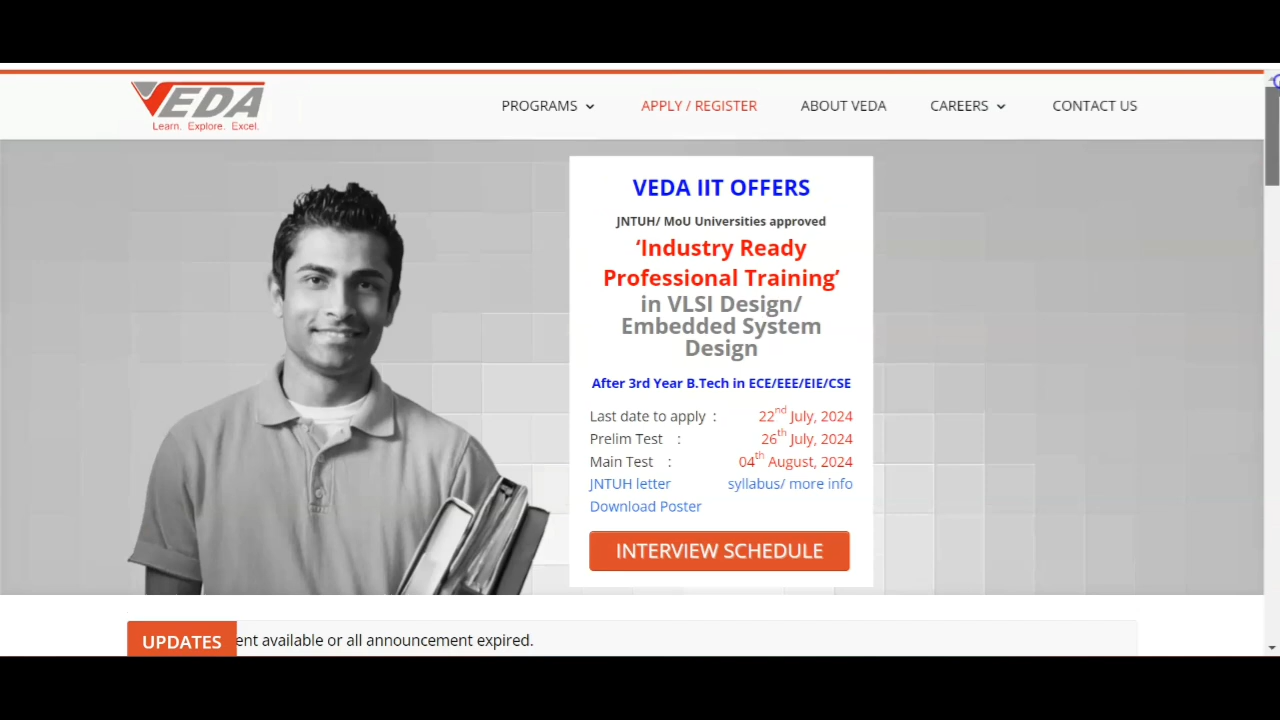 VEDA
Learn. Explore. Excel.
PROGRAMS APPLY / REGISTER ABOUT VEDA CAREERS CONTACT US
VEDA IIT OFFERS
JNTUH/ MoU Universities approved
‘Industry Ready
Professional Training’
in VLSI Design/
Embedded System
Design
After 3rd Year B.Tech in ECE/EEE/EIE/CSE
Last date to apply : 22nd July, 2024
Prelim Test : 26th July, 2024
Main Test : 04th August, 2024
JNTUH letter syllabus/ more info
Download Poster
INTERVIEW SCHEDULE
UPDATES ent available or all announcement expired.